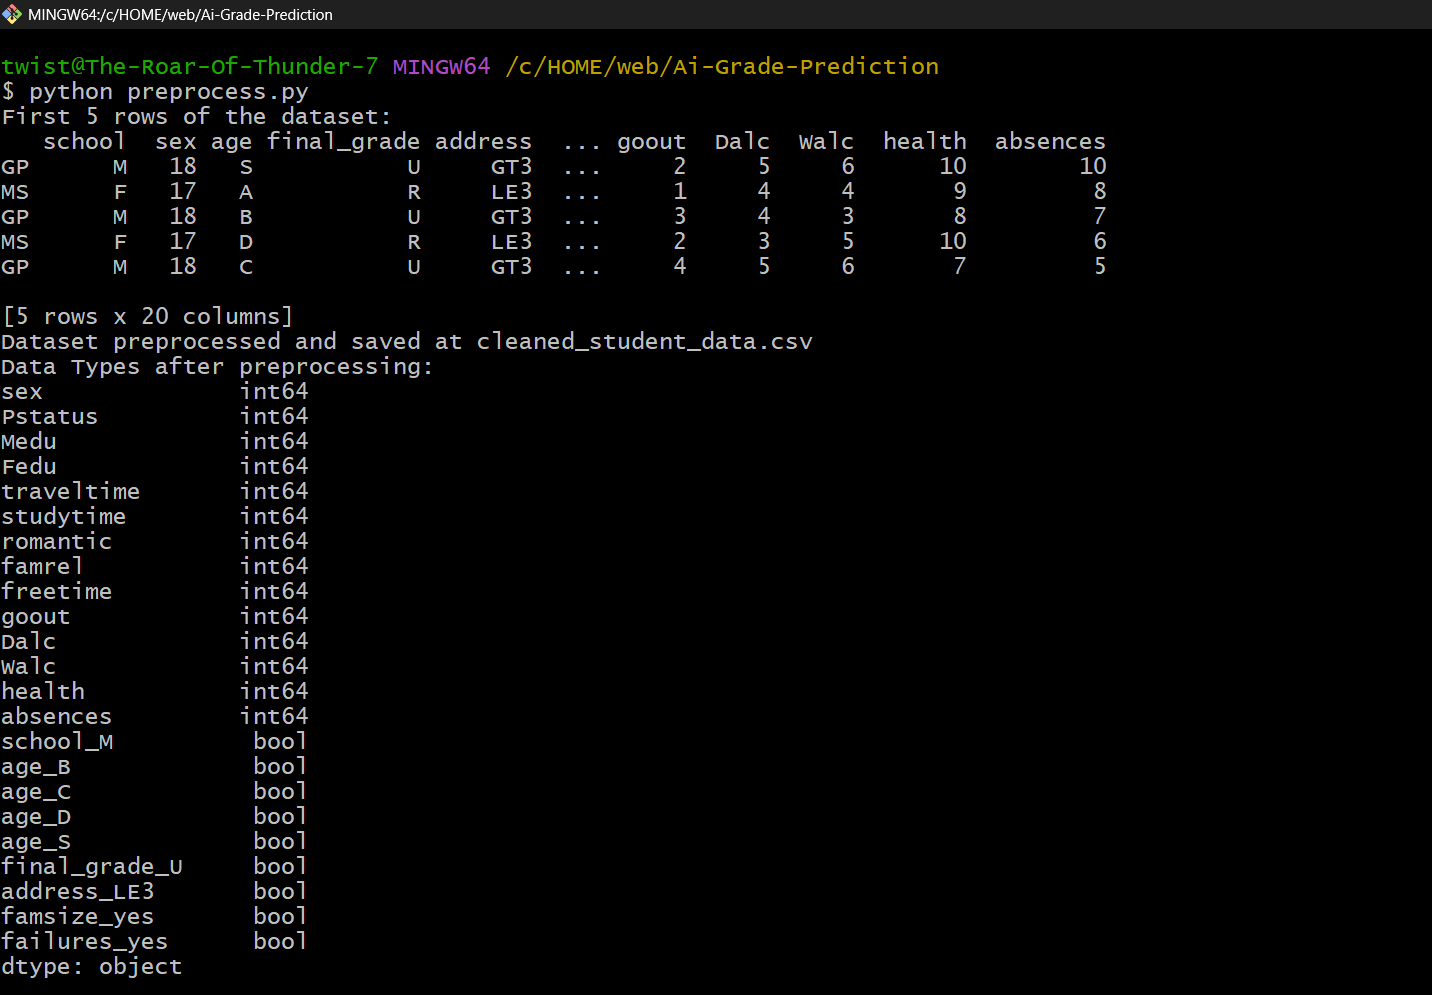 MINGW64:/c/HOME/web/Ai-Grade-Prediction
twist@The-Roar-Of-Thunder-7 MINGW64 /c/HOME/web/Ai-Grade-Prediction
$ python preprocess.py
First 5 rows of the dataset:
   school  sex age final_grade address  ... goout  Dalc  Walc  health  absences
GP      M   18   S           U     GT3  ...     2     5     6      10        10
MS      F   17   A           R     LE3  ...     1     4     4       9         8
GP      M   18   B           U     GT3  ...     3     4     3       8         7
MS      F   17   D           R     LE3  ...     2     3     5      10         6
GP      M   18   C           U     GT3  ...     4     5     6       7         5
[5 rows x 20 columns]
Dataset preprocessed and saved at cleaned_student_data.csv
Data Types after preprocessing:
sex              int64
Pstatus          int64
Medu             int64
Fedu             int64
traveltime       int64
studytime        int64
romantic         int64
famrel           int64
freetime         int64
goout            int64
Dalc             int64
Walc             int64
health           int64
absences         int64
school_M          bool
age_B             bool
age_C             bool
age_D             bool
age_S             bool
final_grade_U     bool
address_LE3       bool
famsize_yes       bool
failures_yes      bool
dtype: object